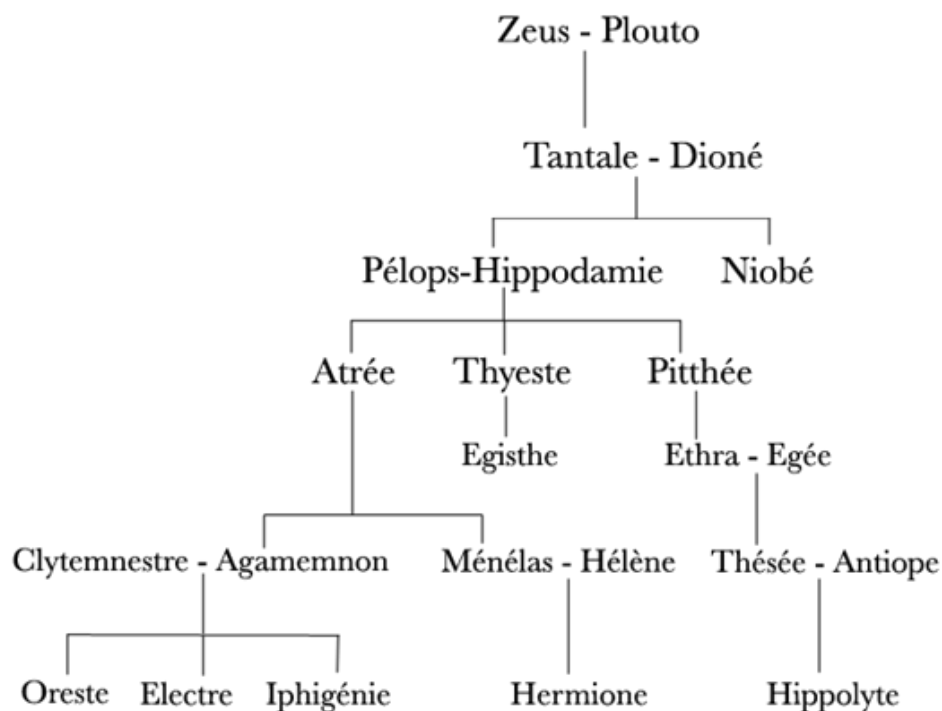 Zeus - Plouto
Tantale - Dioné
Pélops-Hippodamie Niobé
Atrée Thyeste Pitthée
Egisthe Ethra - Egée
Clytemnestre - Agamemnon Ménélas - Hélène Thésée - Antiope
Oreste Electre Iphigénie Hermione Hippolyte